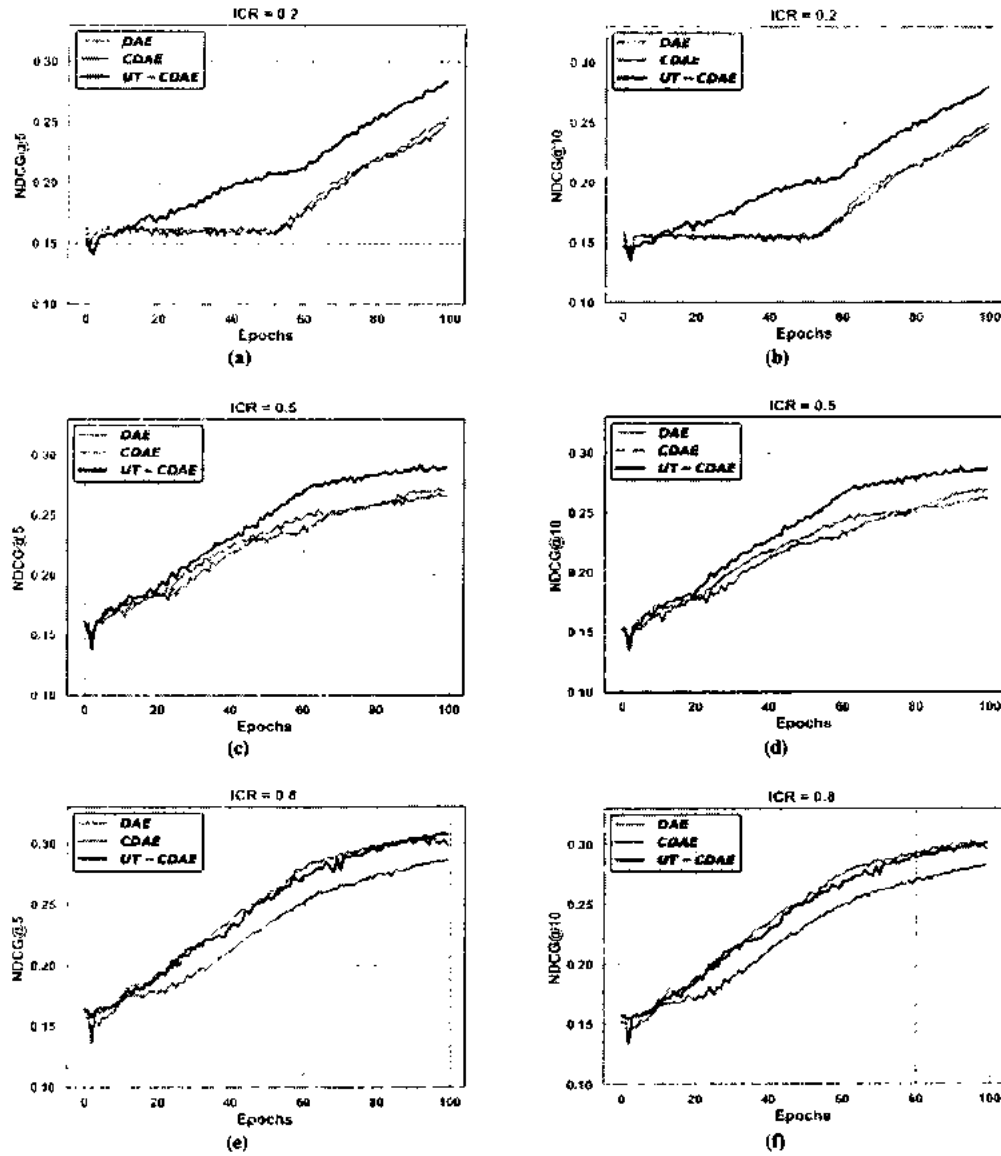 ICR = 0.2
DAE
CDAE
UT - CDAE
NDCG@5
0.30
0.25
0.20
0.15
0.10
0 20 40 60 80 100
Epochs
(a)
ICR = 0.2
DAE
CDAE
UT - CDAE
NDCG@10
0.30
0.25
0.20
0.15
0.10
0 20 40 60 80 100
Epochs
(b)
ICR = 0.5
DAE
CDAE
UT - CDAE
NDCG@5
0.30
0.25
0.20
0.15
0.10
0 20 40 60 80 100
Epochs
(c)
ICR = 0.5
DAE
CDAE
UT - CDAE
NDCG@10
0.30
0.25
0.20
0.15
0.10
0 20 40 60 80 100
Epochs
(d)
ICR = 0.8
DAE
CDAE
UT - CDAE
NDCG@5
0.30
0.25
0.20
0.15
0.10
0 20 40 60 80 100
Epochs
(e)
ICR = 0.8
DAE
CDAE
UT - CDAE
NDCG@10
0.30
0.25
0.20
0.15
0.10
0 20 40 60 80 100
Epochs
(f)